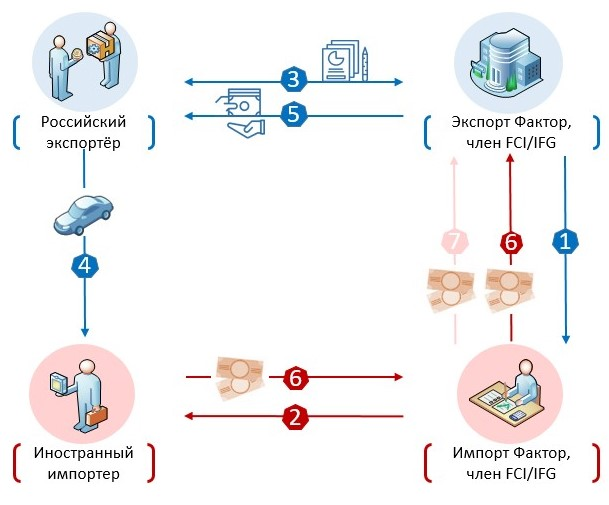 3
5
Российский
экспортёр
Экспорт Фактор,
член FCI/IFG
4
7
6
1
6
2
Иностранный
импортер
Импорт Фактор,
член FCI/IFG